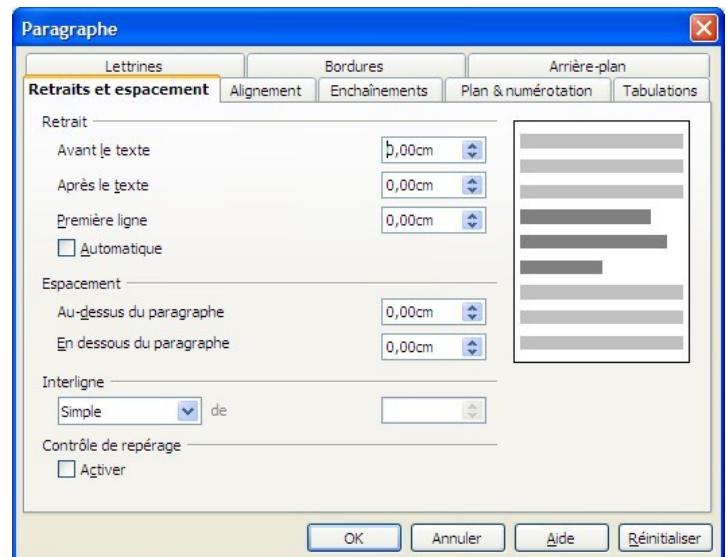 Paragraphe
Lettrines Bordures Arrière-plan
Retraits et espacement Alignement Enchaînements Plan & numérotation Tabulations
Retrait
Avant le texte 0,00cm
Après le texte 0,00cm
Première ligne 0,00cm
Automatique
Espacement
Au-dessus du paragraphe 0,00cm
En dessous du paragraphe 0,00cm
Interligne
Simple de
Contrôle de repérage
Activer
OK Annuler Aide Réinitialiser